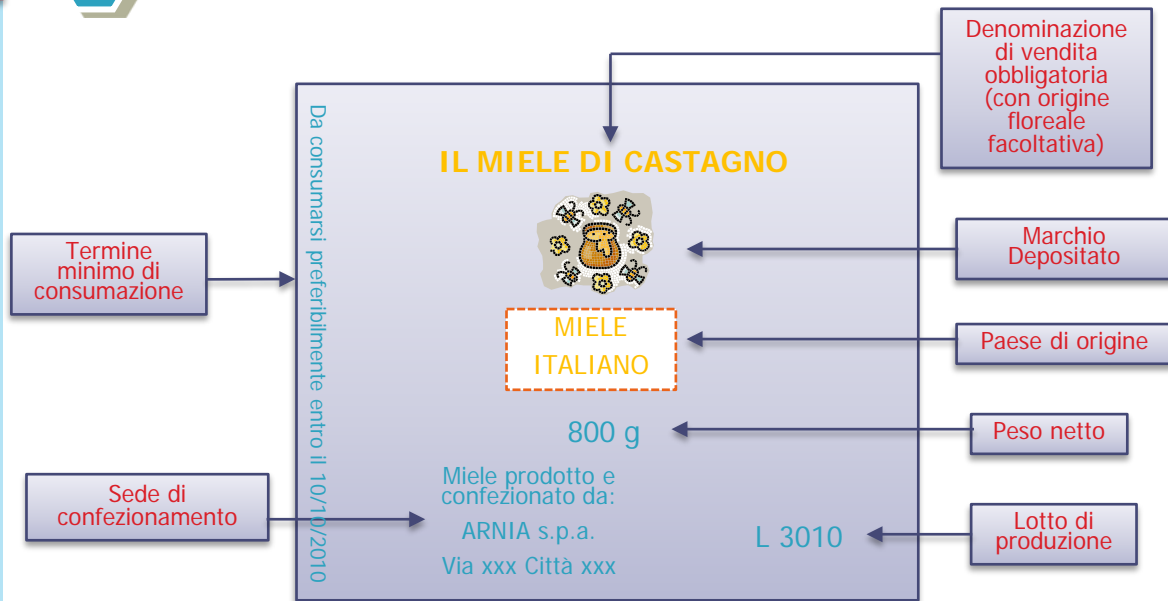 Denominazione
di vendita
obbligatoria
(con origine
floreale
facoltativa)
Da consumarsi preferibilmente entro il 10/10/2010
IL MIELE DI CASTAGNO
Termine
minimo di
consumazione
Marchio
Depositato
MIELE
ITALIANO
Paese di origine
800 g
Peso netto
Sede di
confezionamento
Miele prodotto e
confezionato da:
ARNIA s.p.a.
Via xxx Città xxx
L 3010
Lotto di
produzione